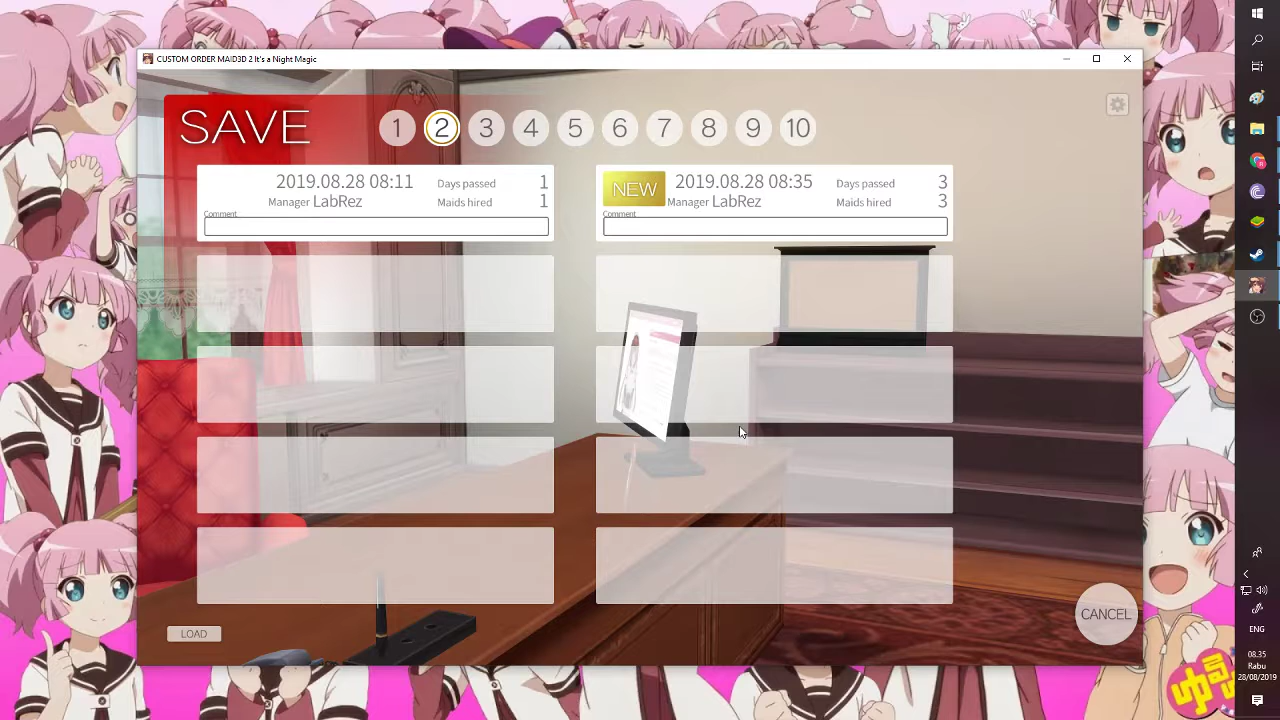 CUSTOM ORDER MAID3D 2 It's a Night Magic
SAVE
1 2 3 4 5 6 7 8 9 10
2019.08.28 08:11 Days passed 1
Manager LabRez Maids hired 1
Comment
NEW 2019.08.28 08:35 Days passed 3
Manager LabRez Maids hired 3
Comment
LOAD
CANCEL
ENG
08.35
Rabu
28/08/2019